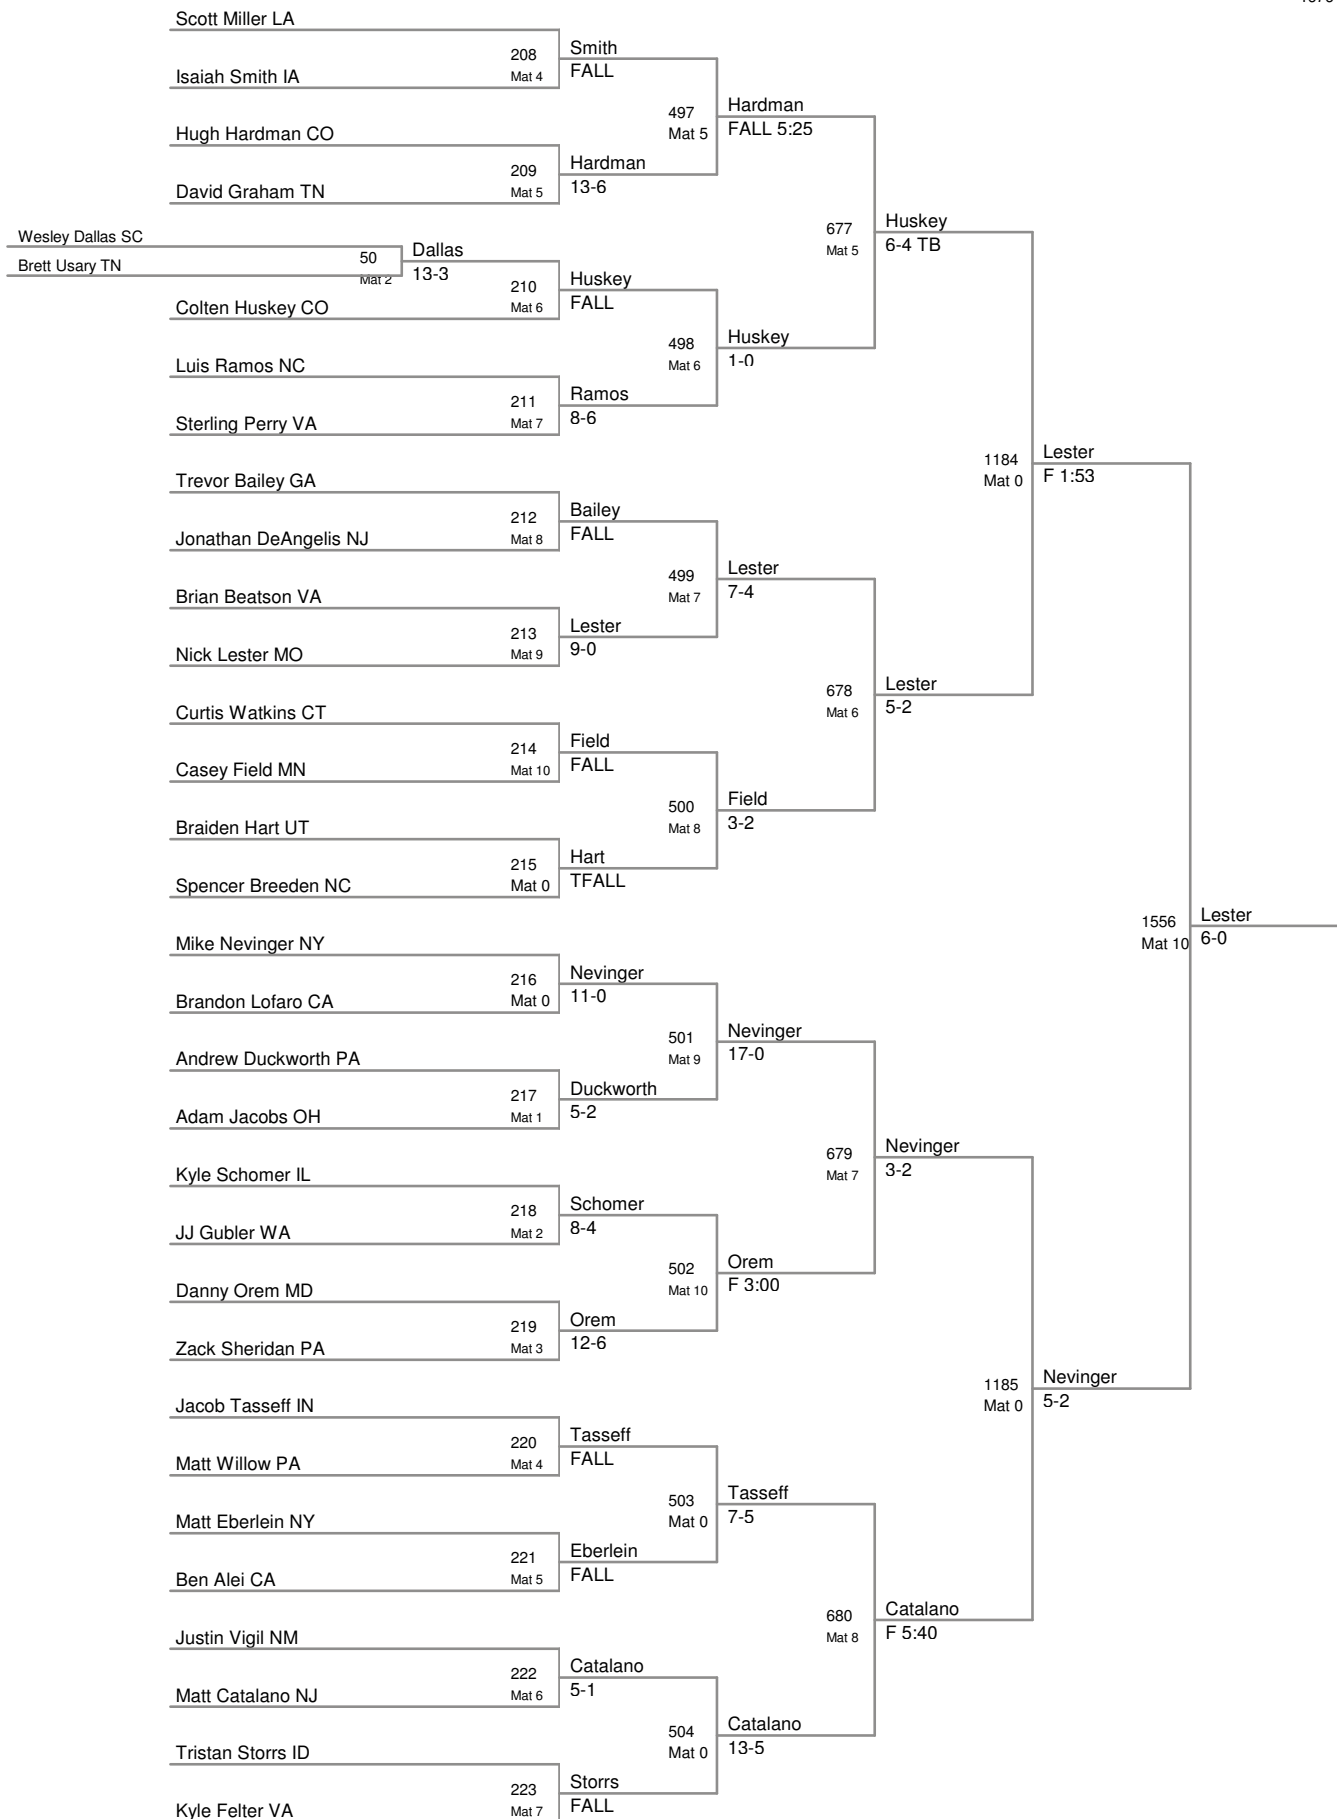 Scott Miller LA
208
Mat 4
Smith
FALL
Isaiah Smith IA
497
Mat 5
Hardman
FALL 5:25
Hugh Hardman CO
209
Mat 5
Hardman
13-6
David Graham TN
677
Mat 5
Huskey
6-4 TB
Wesley Dallas SC
50
Mat 2
Dallas
13-3
Brett Usary TN
210
Mat 6
Huskey
FALL
Colten Huskey CO
498
Mat 6
Huskey
1-0
Luis Ramos NC
211
Mat 7
Ramos
8-6
Sterling Perry VA
1184
Mat 0
Lester
F 1:53
Trevor Bailey GA
212
Mat 8
Bailey
FALL
Jonathan DeAngelis NJ
499
Mat 7
Lester
7-4
Brian Beatson VA
213
Mat 9
Lester
9-0
Nick Lester MO
678
Mat 6
Lester
5-2
Curtis Watkins CT
214
Mat 10
Field
FALL
Casey Field MN
500
Mat 8
Field
3-2
Braiden Hart UT
215
Mat 0
Hart
TFALL
Spencer Breeden NC
1556
Mat 10
Lester
6-0
Mike Nevinger NY
216
Mat 0
Nevinger
11-0
Brandon Lofaro CA
501
Mat 9
Nevinger
17-0
Andrew Duckworth PA
217
Mat 1
Duckworth
5-2
Adam Jacobs OH
679
Mat 7
Nevinger
3-2
Kyle Schomer IL
218
Mat 2
Schomer
8-4
JJ Gubler WA
502
Mat 10
Orem
F 3:00
Danny Orem MD
219
Mat 3
Orem
12-6
Zack Sheridan PA
1185
Mat 0
Nevinger
5-2
Jacob Tasseff IN
220
Mat 4
Tasseff
FALL
Matt Willow PA
503
Mat 0
Tasseff
7-5
Matt Eberlein NY
221
Mat 5
Eberlein
FALL
Ben Alei CA
680
Mat 8
Catalano
F 5:40
Justin Vigil NM
222
Mat 6
Catalano
5-1
Matt Catalano NJ
504
Mat 0
Catalano
13-5
Tristan Storrs ID
223
Mat 7
Storrs
FALL
Kyle Felter VA